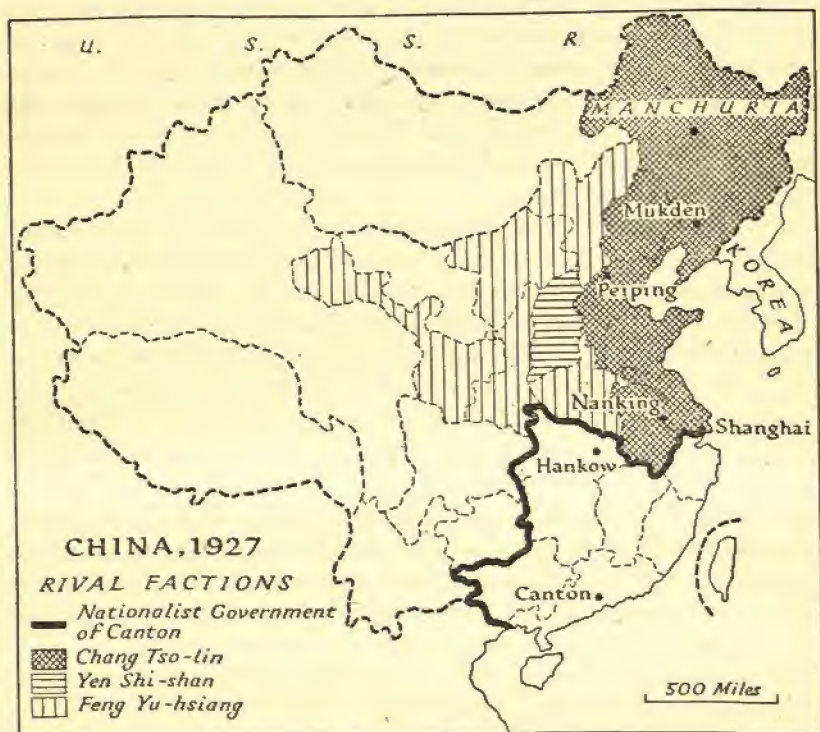 U. S. S. R.
MANCHURIA
Mukden
KOREA
Peiping
Nanking
Shanghai
Hankow
Canton
CHINA, 1927
RIVAL FACTIONS
Nationalist Government
of Canton
Chang Tso-lin
Yen Shi-shan
Feng Yu-hsiang
500 Miles